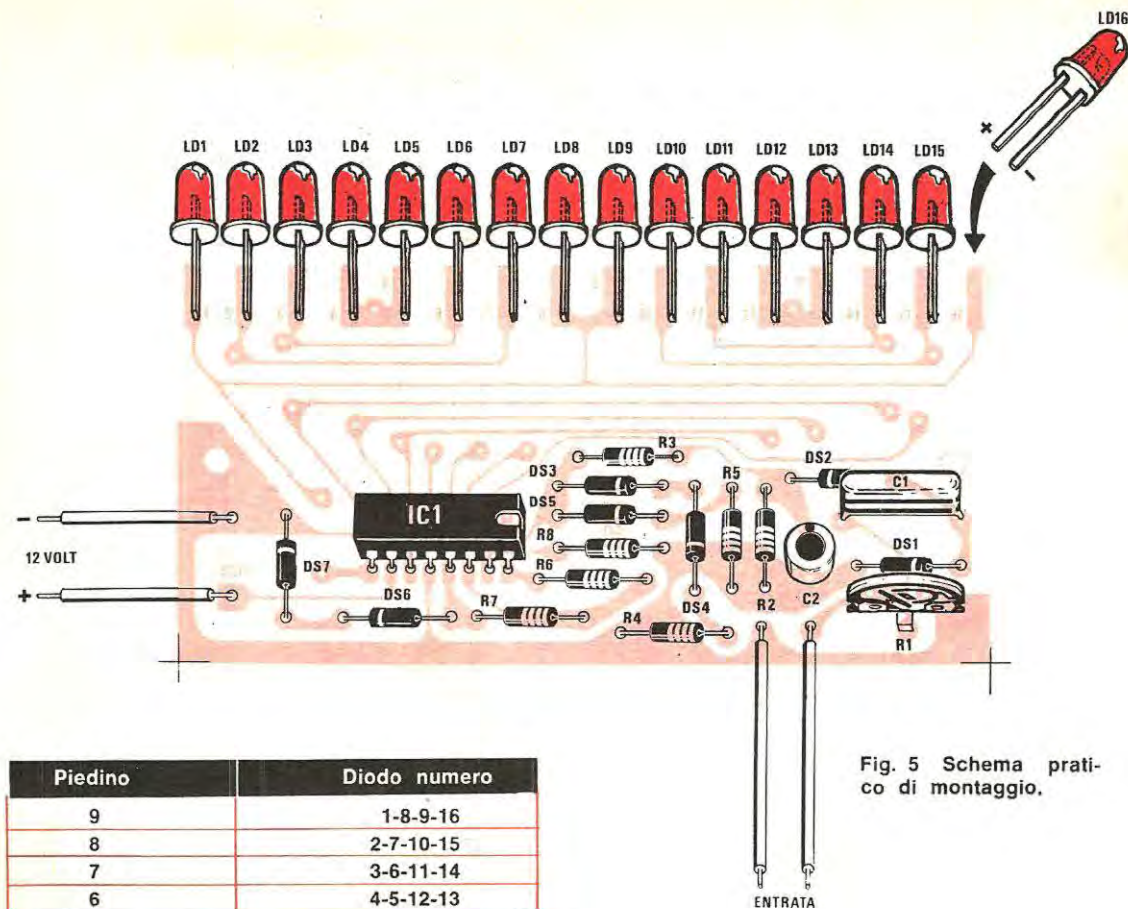 LD16
LD1 LD2 LD3 LD4 LD5 LD6 LD7 LD8 LD9 LD10 LD11 LD12 LD13 LD14 LD15
+
-
R3
DS2
C1
DS3
R5
DS5
IC1
-
R8
DS1
12 VOLT
DS7
R6
+
DS6
R7
R4
DS4
R2
C2
R1
Piedino Diodo numero
9 1-8-9-16
8 2-7-10-15
7 3-6-11-14
6 4-5-12-13
Fig. 5 Schema prati-
co di montaggio.
ENTRATA